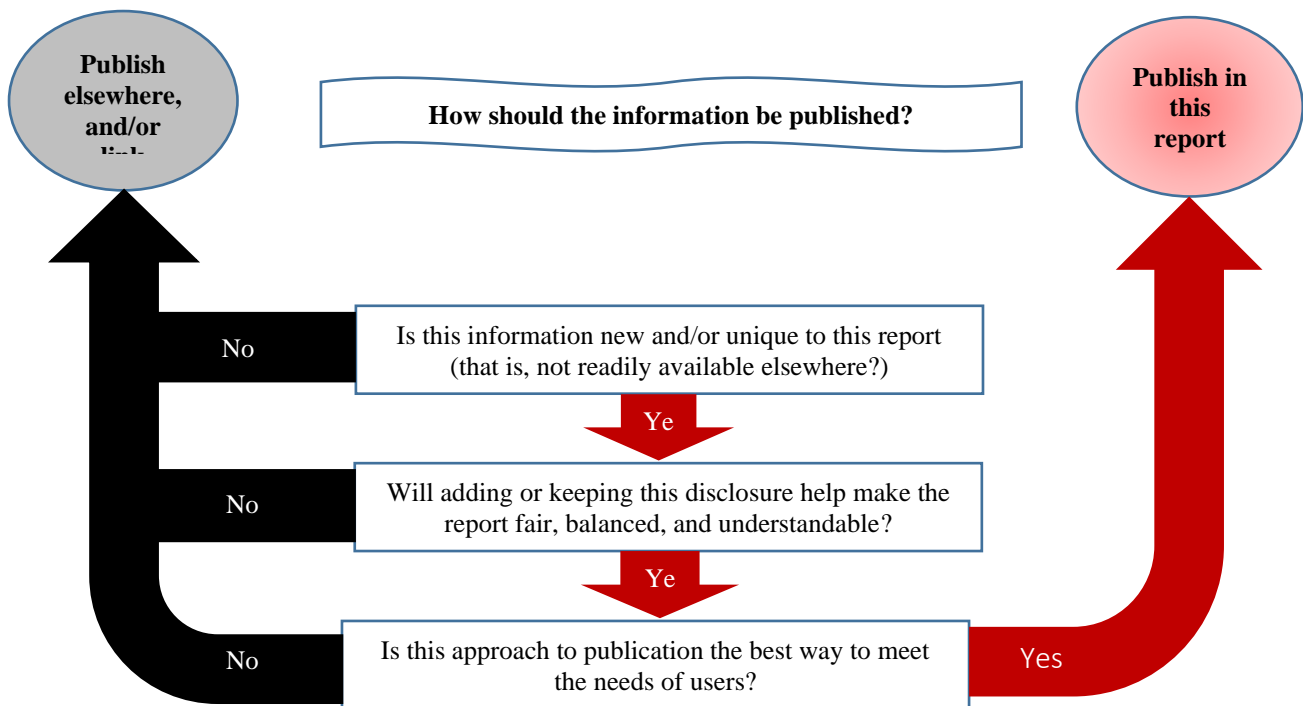 Publish
elsewhere,
and/or
link
How should the information be published?
Publish in
this
report
No
Is this information new and/or unique to this report
(that is, not readily available elsewhere?)
Ye
No
Will adding or keeping this disclosure help make the
report fair, balanced, and understandable?
Ye
No
Is this approach to publication the best way to meet
the needs of users?
Yes